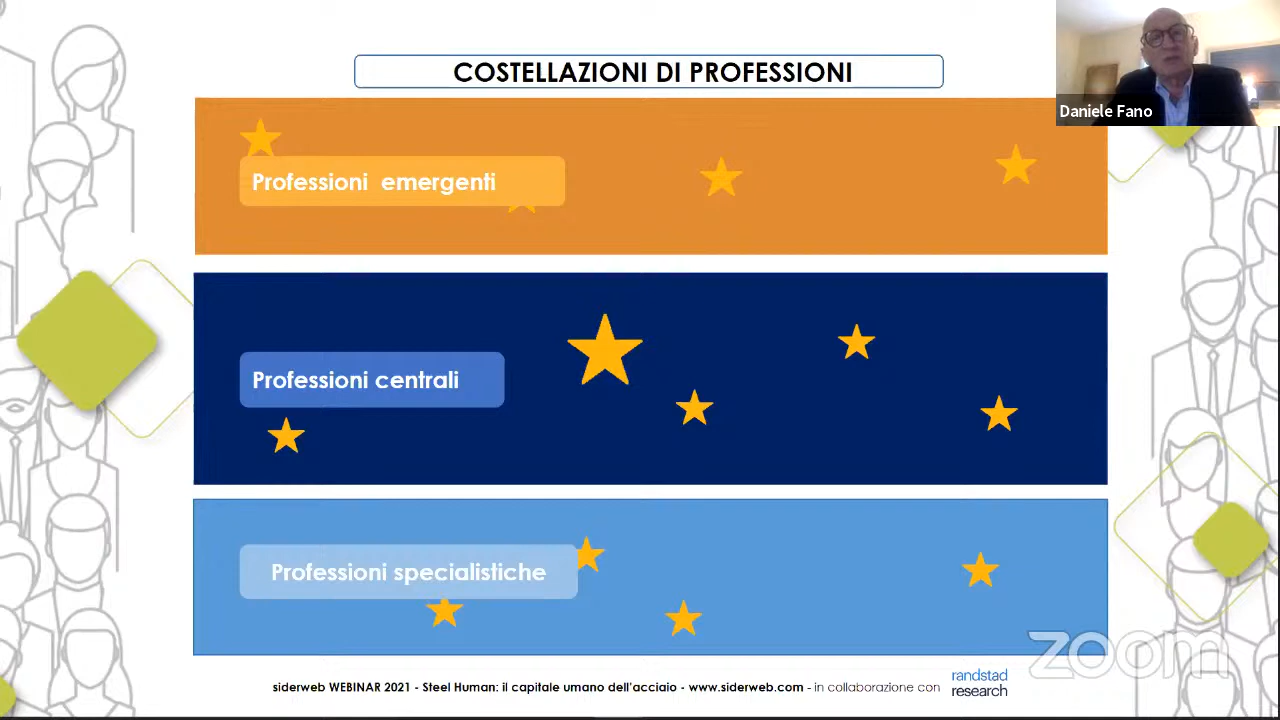 COSTELLAZIONI DI PROFESSIONI
Daniele Fano
Professioni  emergenti
Professioni centrali
Professioni specialistiche
zoom
siderweb WEBINAR 2021 - Steel Human: il capitale umano dell'acciaio - www.siderweb.com - in collaborazione con
randstad
research